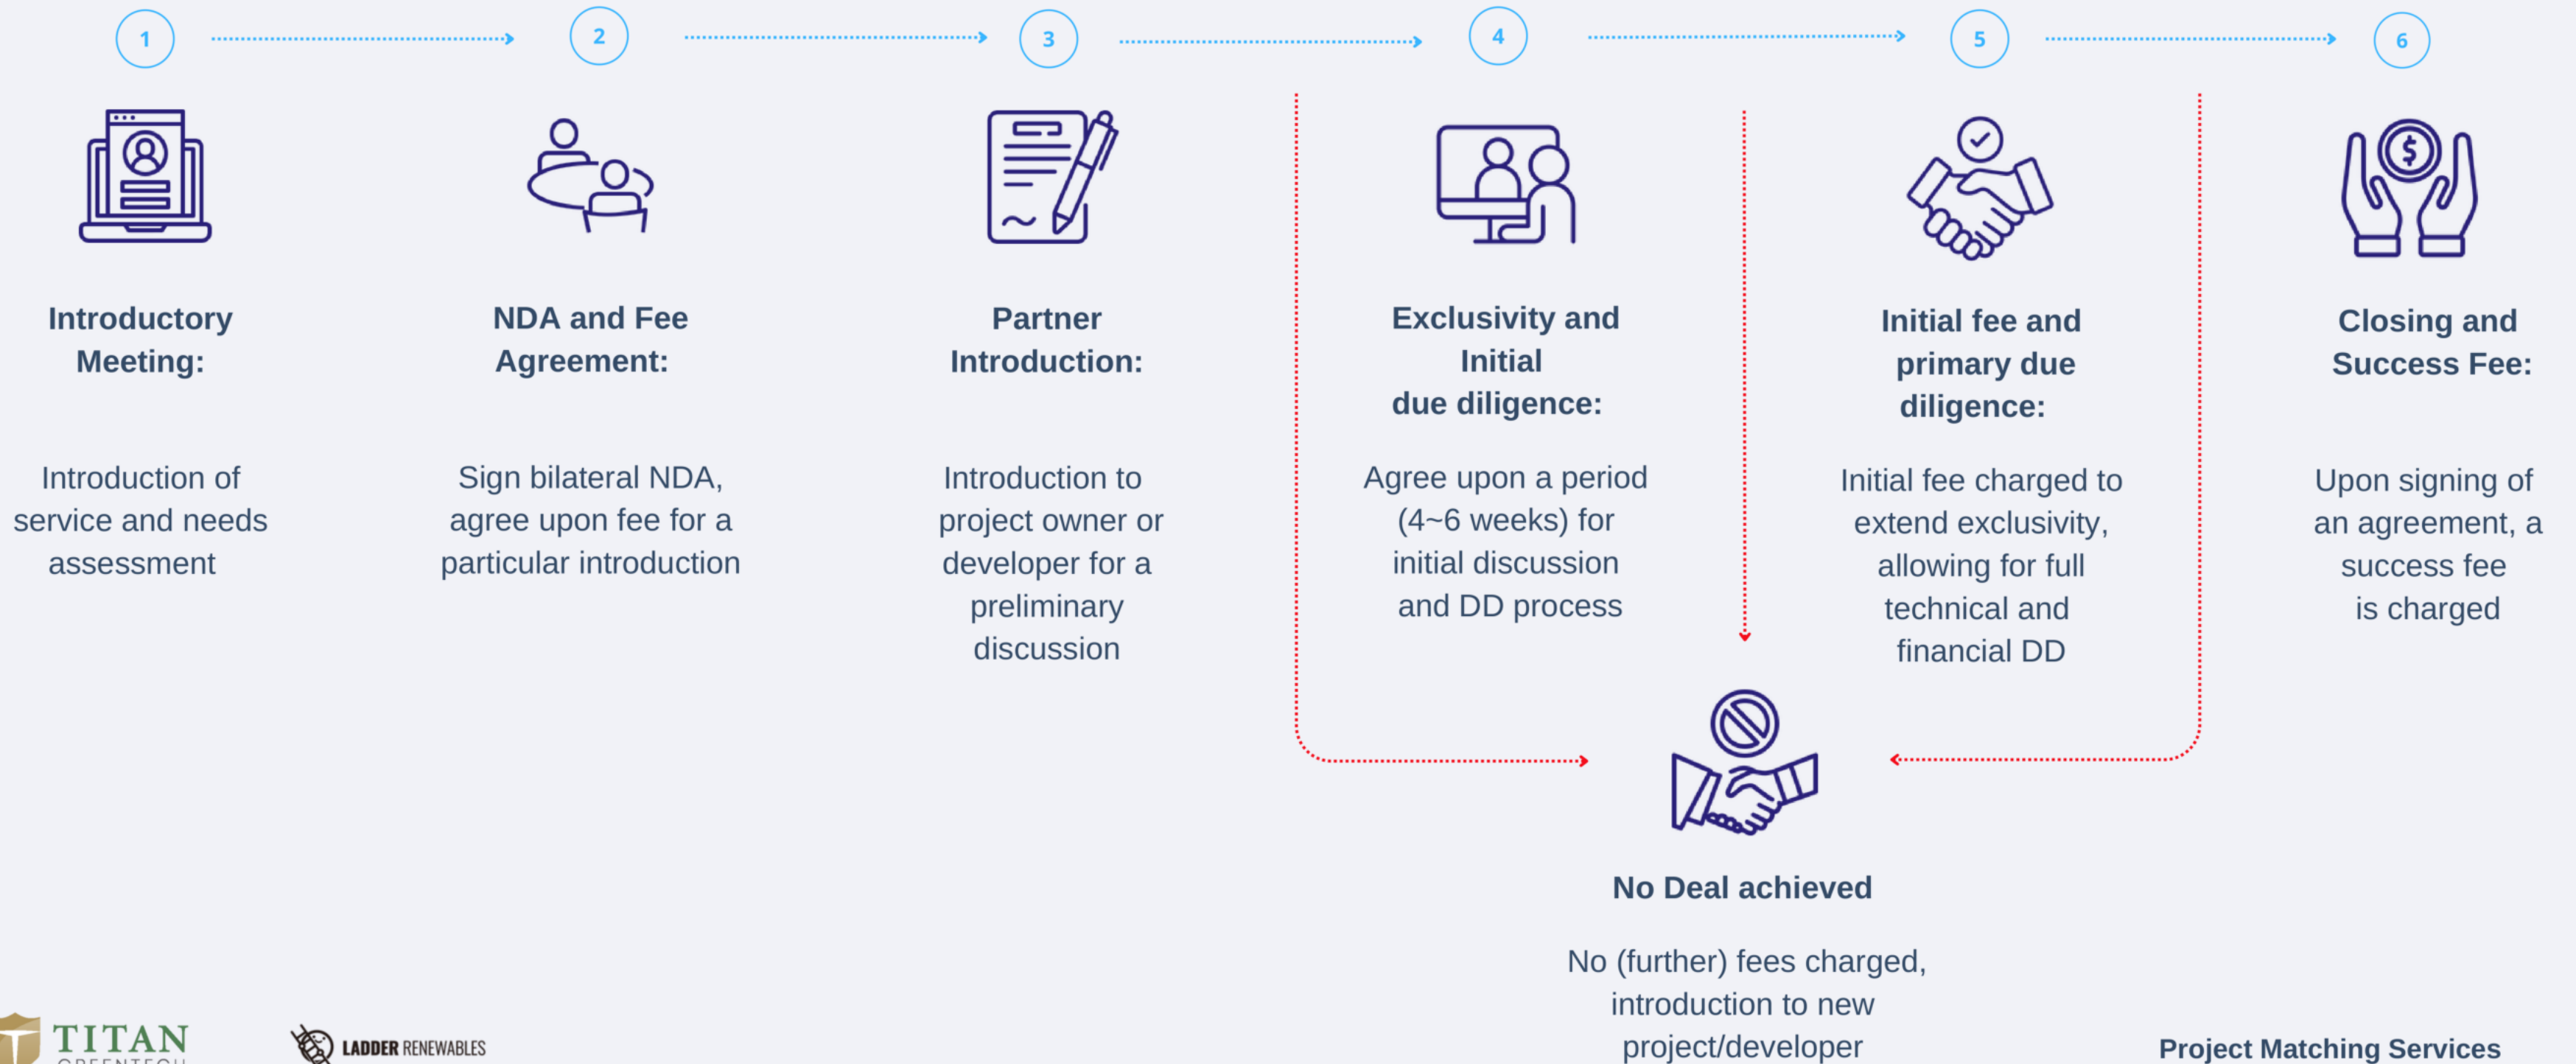 1
2
3
4
5
6
Introductory
Meeting:
Introduction of
service and needs
assessment
NDA and Fee
Agreement:
Sign bilateral NDA,
agree upon fee for a
particular introduction
Partner
Introduction:
Introduction to
project owner or
developer for a
preliminary
discussion
Exclusivity and
Initial
due diligence:
Agree upon a period
(4~6 weeks) for
initial discussion
and DD process
Initial fee and
primary due
diligence:
Initial fee charged to
extend exclusivity,
allowing for full
technical and
financial DD
Closing and
Success Fee:
$
Upon signing of
an agreement, a
success fee
is charged
No Deal achieved
No (further) fees charged,
introduction to new
project/developer
TITAN
GREENTECH
LADDER RENEWABLES
Project Matching Services